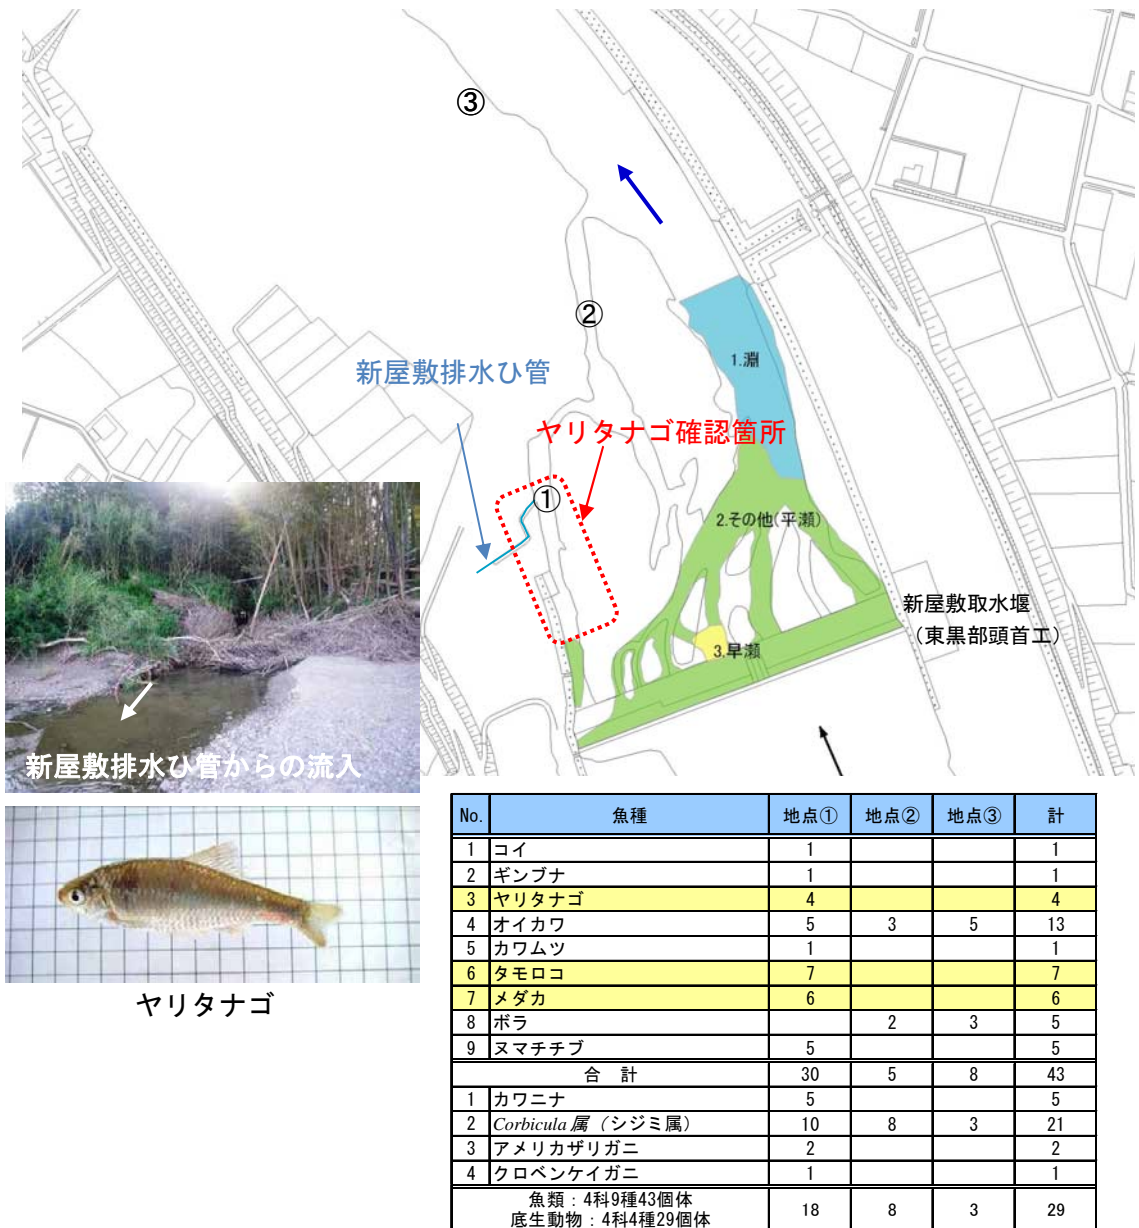 ③
②
1.淵
新屋敷排水ひ管
ヤリタナゴ確認箇所
①
2.その他(平瀬)
新屋敷取水堰
（東黒部頭首工）
3.早瀬
新屋敷排水ひ管からの流入
ヤリタナゴ
No. 魚種 地点① 地点② 地点③ 計
1 コイ 1 1
2 ギンブナ 1 1
3 ヤリタナゴ 4 4
4 オイカワ 5 3 5 13
5 カワムツ 1 1
6 タモロコ 7 7
7 メダカ 6 6
8 ボラ 2 3 5
9 ヌマチチブ 5 5
合 計 30 5 8 43
1 カワニナ 5 5
2 Corbicula属（シジミ属） 10 8 3 21
3 アメリカザリガニ 2 2
4 クロベンケイガニ 1 1
魚類：4科9種43個体
底生動物：4科4種29個体 18 8 3 29